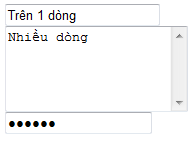 Trên 1 dòng
Nhiều dòng
●●●●●●